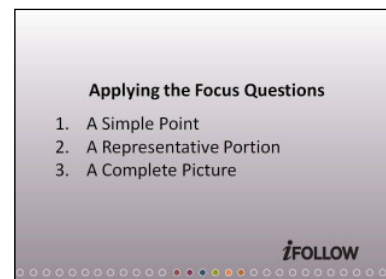 Applying the Focus Questions
1. A Simple Point
2. A Representative Portion
3. A Complete Picture
iFOLLOW